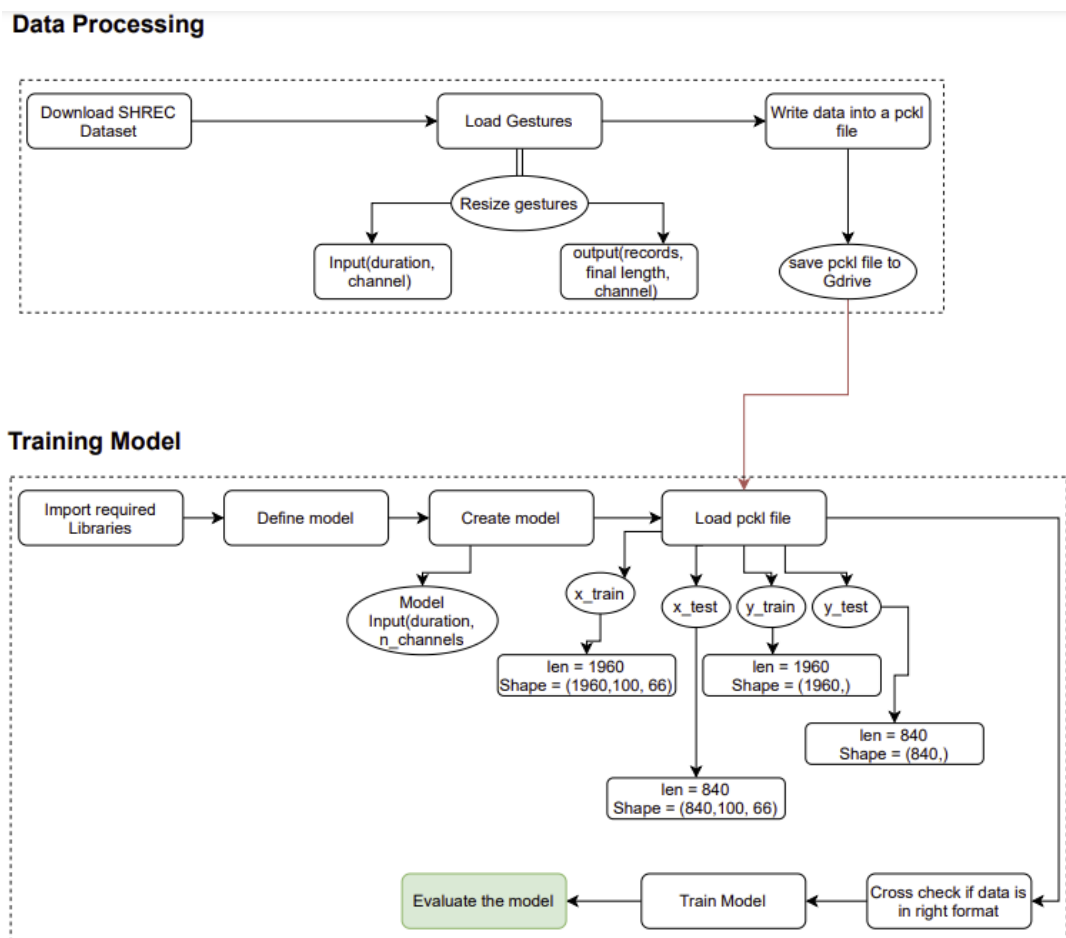 Data Processing
Download SHREC
Dataset
Load Gestures
Write data into a pckl
file
Resize gestures
Input(duration,
channel)
output(records,
final length,
channel)
save pckl file to
Gdrive
Training Model
Import required
Libraries
Define model
Create model
Load pckl file
Model
Input(duration,
n_channels
x_train
x_test
y_train
y_test
len = 1960
Shape = (1960,100, 66)
len = 1960
Shape = (1960,)
len = 840
Shape = (840,)
len = 840
Shape = (840,100, 66)
Evaluate the model
Train Model
Cross check if data is
in right format